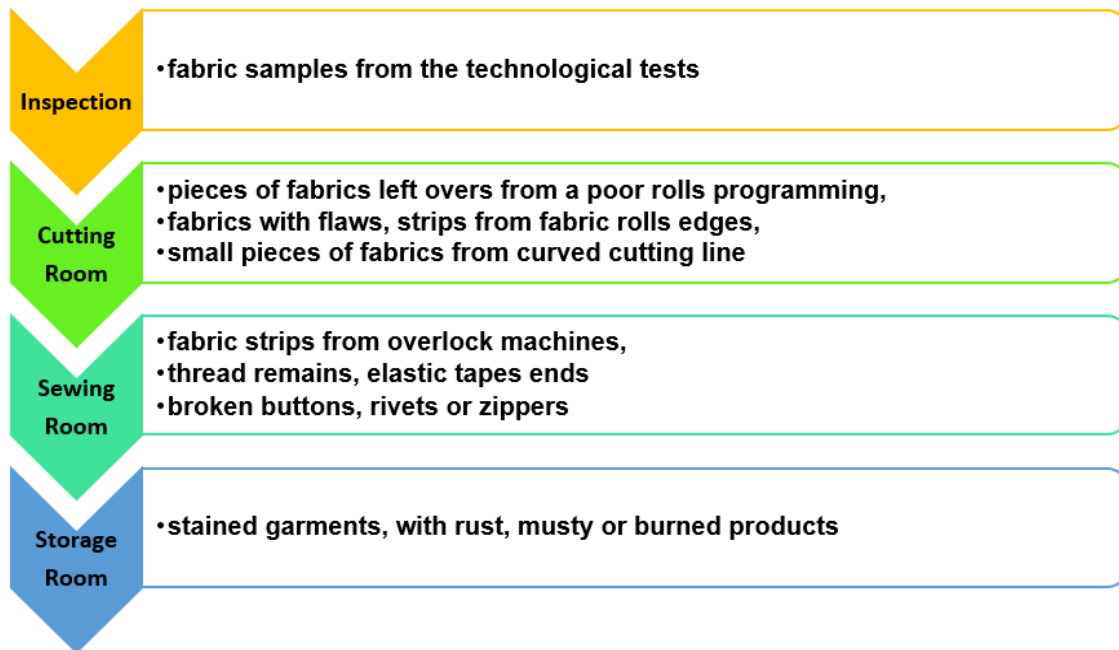 Inspection
•fabric samples from the technological tests
Cutting
Room
•pieces of fabrics left overs from a poor rolls programming,
•fabrics with flaws, strips from fabric rolls edges,
•small pieces of fabrics from curved cutting line
Sewing
Room
•fabric strips from overlock machines,
•thread remains, elastic tapes ends
•broken buttons, rivets or zippers
Storage
Room
•stained garments, with rust, musty or burned products